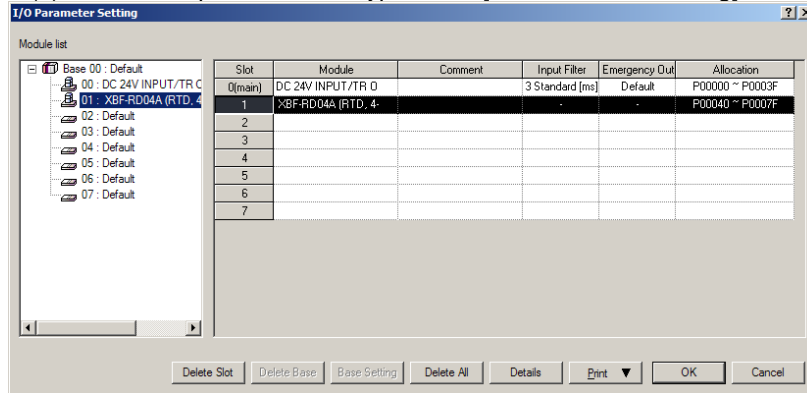 I/O Parameter Setting
Module list
Base 00 : Default
00 : DC 24V INPUT/TR O
01 : XBF-RD04A (RTD, 4
02 : Default
03 : Default
04 : Default
05 : Default
06 : Default
07 : Default
Slot Module Comment Input Filter Emergency Out Allocation
0(main) DC 24V INPUT/TR O 3 Standard [ms] Default P00000 ~ P0003F
1 XBF-RD04A (RTD, 4- - - P00040 ~ P0007F
2
3
4
5
6
7
Delete Slot Delete Base Base Setting Delete All Details Print ▼ OK Cancel